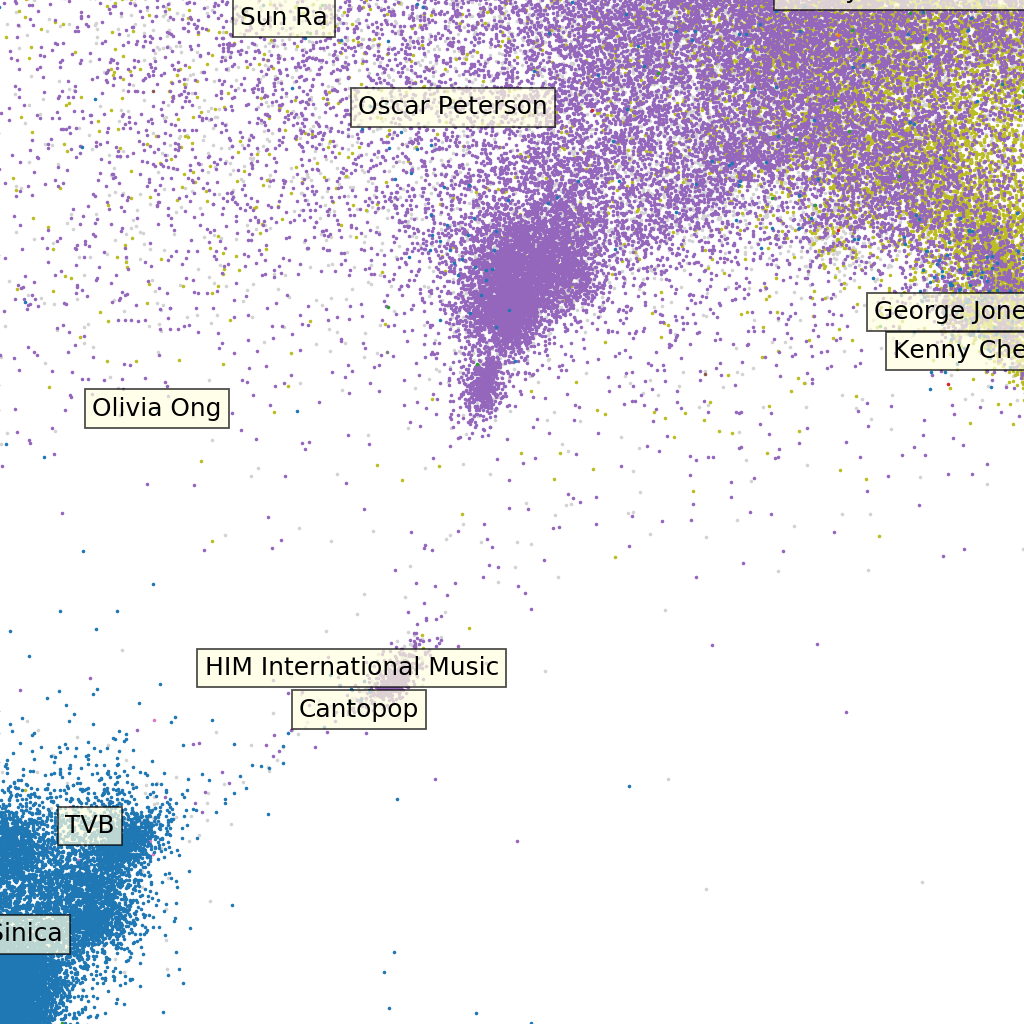 Sun Ra
Oscar Peterson
George Jone
Kenny Che
Olivia Ong
HIM International Music
Cantopop
TVB
Sinica